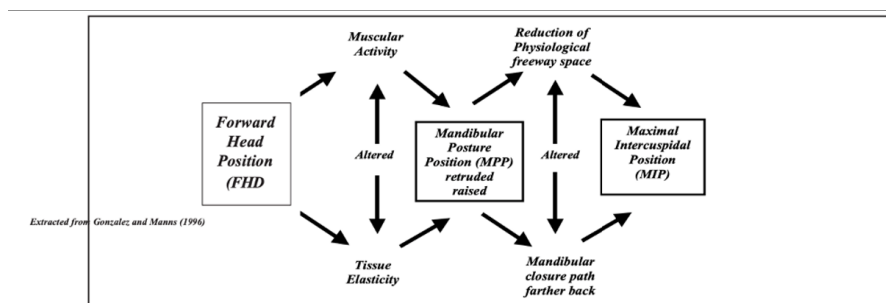 Muscular
Activity
Reduction of
Physiological
freeway space
Forward
Head
Position
(FHD
Altered
Mandibular
Posture
Position (MPP)
retruded
raised
Altered
Maximal
Intercuspidal
Position
(MIP)
Extracted from Gonzalez and Manns (1996)
Tissue
Elasticity
Mandibular
closure path
farther back